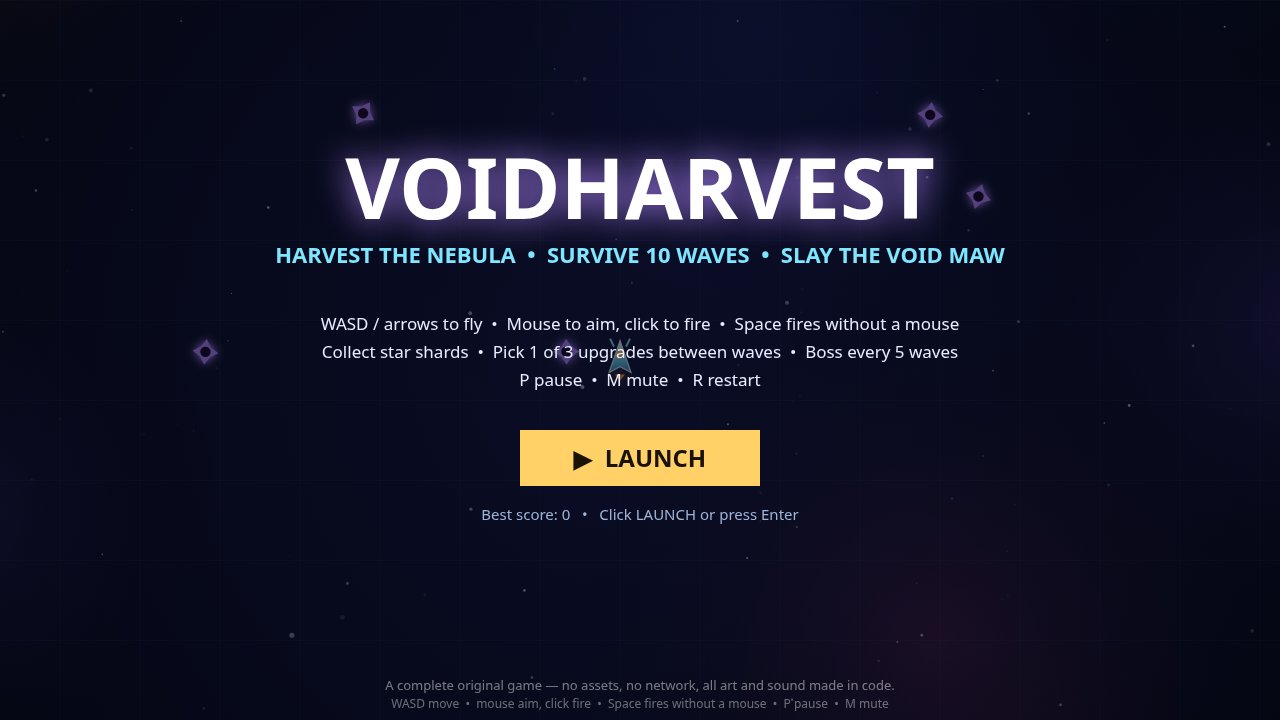 VOIDHARVEST
HARVEST THE NEBULA • SURVIVE 10 WAVES • SLAY THE VOID MAW
WASD / arrows to fly • Mouse to aim, click to fire • Space fires without a mouse
Collect star shards • Pick 1 of 3 upgrades between waves • Boss every 5 waves
P pause • M mute • R restart
▶ LAUNCH
Best score: 0 • Click LAUNCH or press Enter
A complete original game — no assets, no network, all art and sound made in code.
WASD move • mouse aim, click fire • Space fires without a mouse • P pause • M mute